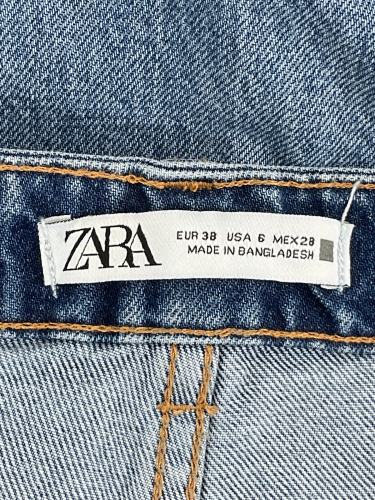 ZARA
EUR 38 USA 6 MEX 28
MADE IN BANGLADESH